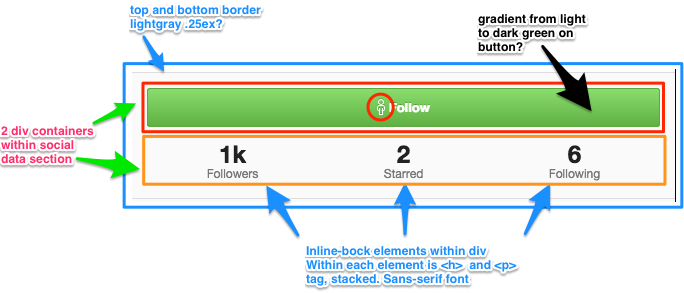 top and bottom border
lightgray .25ex?
gradient from light
to dark green on
button?
Follow
2 div containers
within social
data section
1k
Followers
2
Starred
6
Following
Inline-bock elements within div
Within each element is <h> and <p>
tag, stacked. Sans-serif font